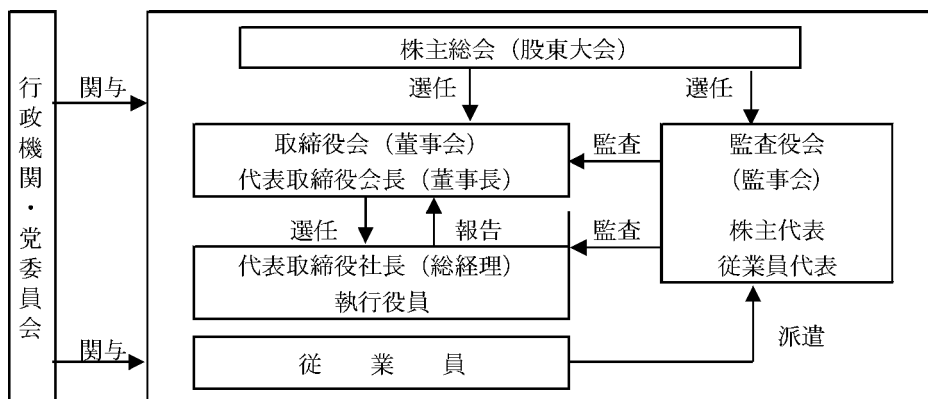 行政機関・党委員会
関与
関与
株主総会（股東大会）
選任
選任
取締役会（董事会）
代表取締役会長（董事長）
監査
監査役会
（監事会）
株主代表
従業員代表
選任
報告
監査
代表取締役社長（総経理）
執行役員
派遣
従業員